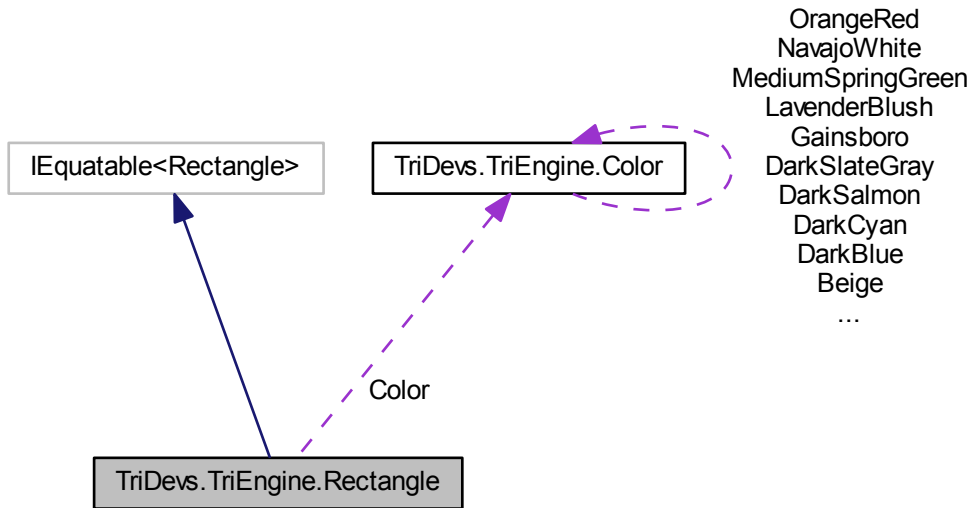 OrangeRed
NavajoWhite
MediumSpringGreen
LavenderBlush
Gainsboro
DarkSlateGray
DarkSalmon
DarkCyan
DarkBlue
Beige
...
IEquatable<Rectangle>
TriDevs.TriEngine.Color
Color
TriDevs.TriEngine.Rectangle